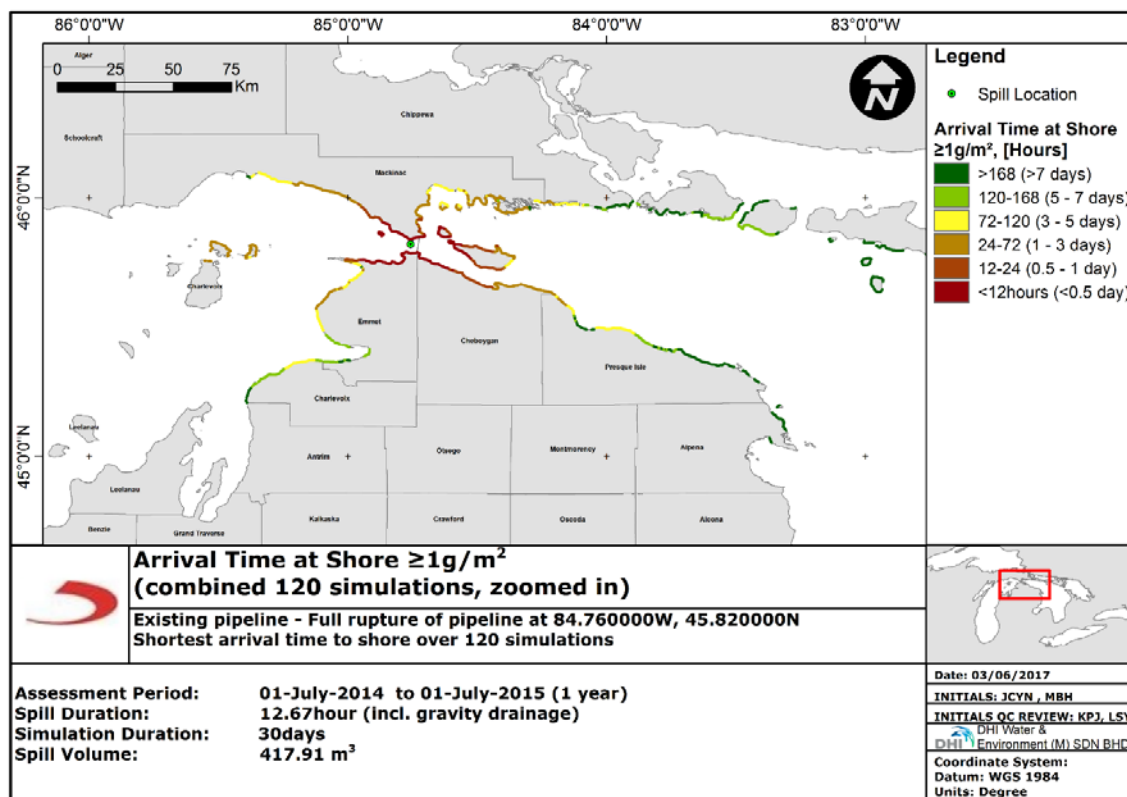 86°0'0"W 85°0'0"W 84°0'0"W 83°0'0"W
46°0'0"N
45°0'0"N
0 25 50 75
Km
N
Alger
Schoolcraft
Chippewa
Mackinac
Charlevoix
Emmet
Cheboygan
Presque Isle
Charlevoix
Leelanau
Antrim
Otsego
Montmorency
Alpena
Leelanau
Benzie
Grand Traverse
Kalkaska
Crawford
Oscoda
Alcona
Legend
Spill Location
Arrival Time at Shore
≥1g/m², [Hours]
>168 (>7 days)
120-168 (5 - 7 days)
72-120 (3 - 5 days)
24-72 (1 - 3 days)
12-24 (0.5 - 1 day)
<12hours (<0.5 day)
Arrival Time at Shore ≥1g/m²
(combined 120 simulations, zoomed in)
Existing pipeline - Full rupture of pipeline at 84.760000W, 45.820000N
Shortest arrival time to shore over 120 simulations
Assessment Period: 01-July-2014 to 01-July-2015 (1 year)
Spill Duration: 12.67hour (incl. gravity drainage)
Simulation Duration: 30days
Spill Volume: 417.91 m³
Date: 03/06/2017
INITIALS: JCYN , MBH
INITIALS QC REVIEW: KPJ, LSY
DHI
DHI Water &
Environment (M) SDN BHD
Coordinate System:
Datum: WGS 1984
Units: Degree